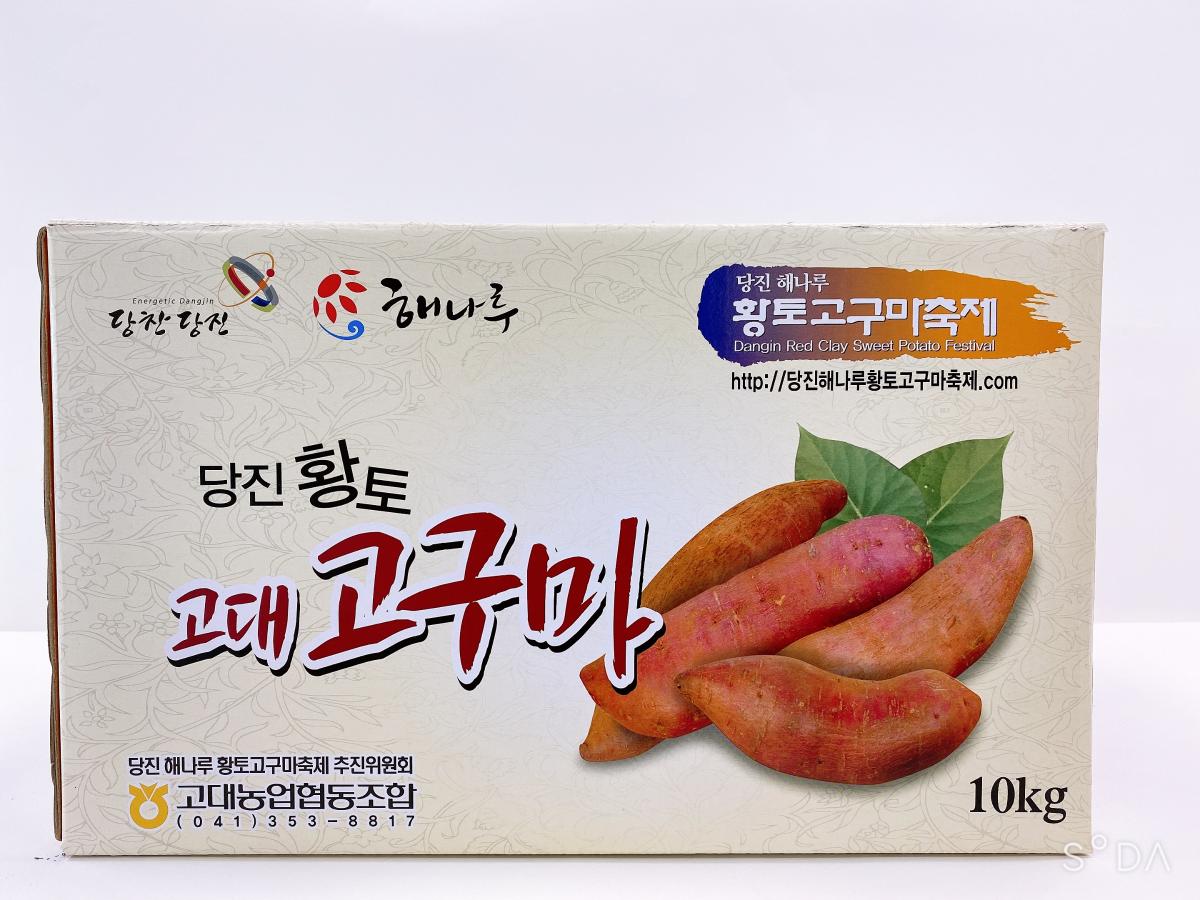 Energetic Dangjin
당찬 당진
해나루
당진 해나루
황토고구마축제
Dangin Red Clay Sweet Potato Festival
http://당진해나루황토고구마축제.com
당진 황토
고대 고구마
당진 해나루 황토고구마축제 추진위원회
고대농업협동조합
(041)353-8817
10kg
SODA